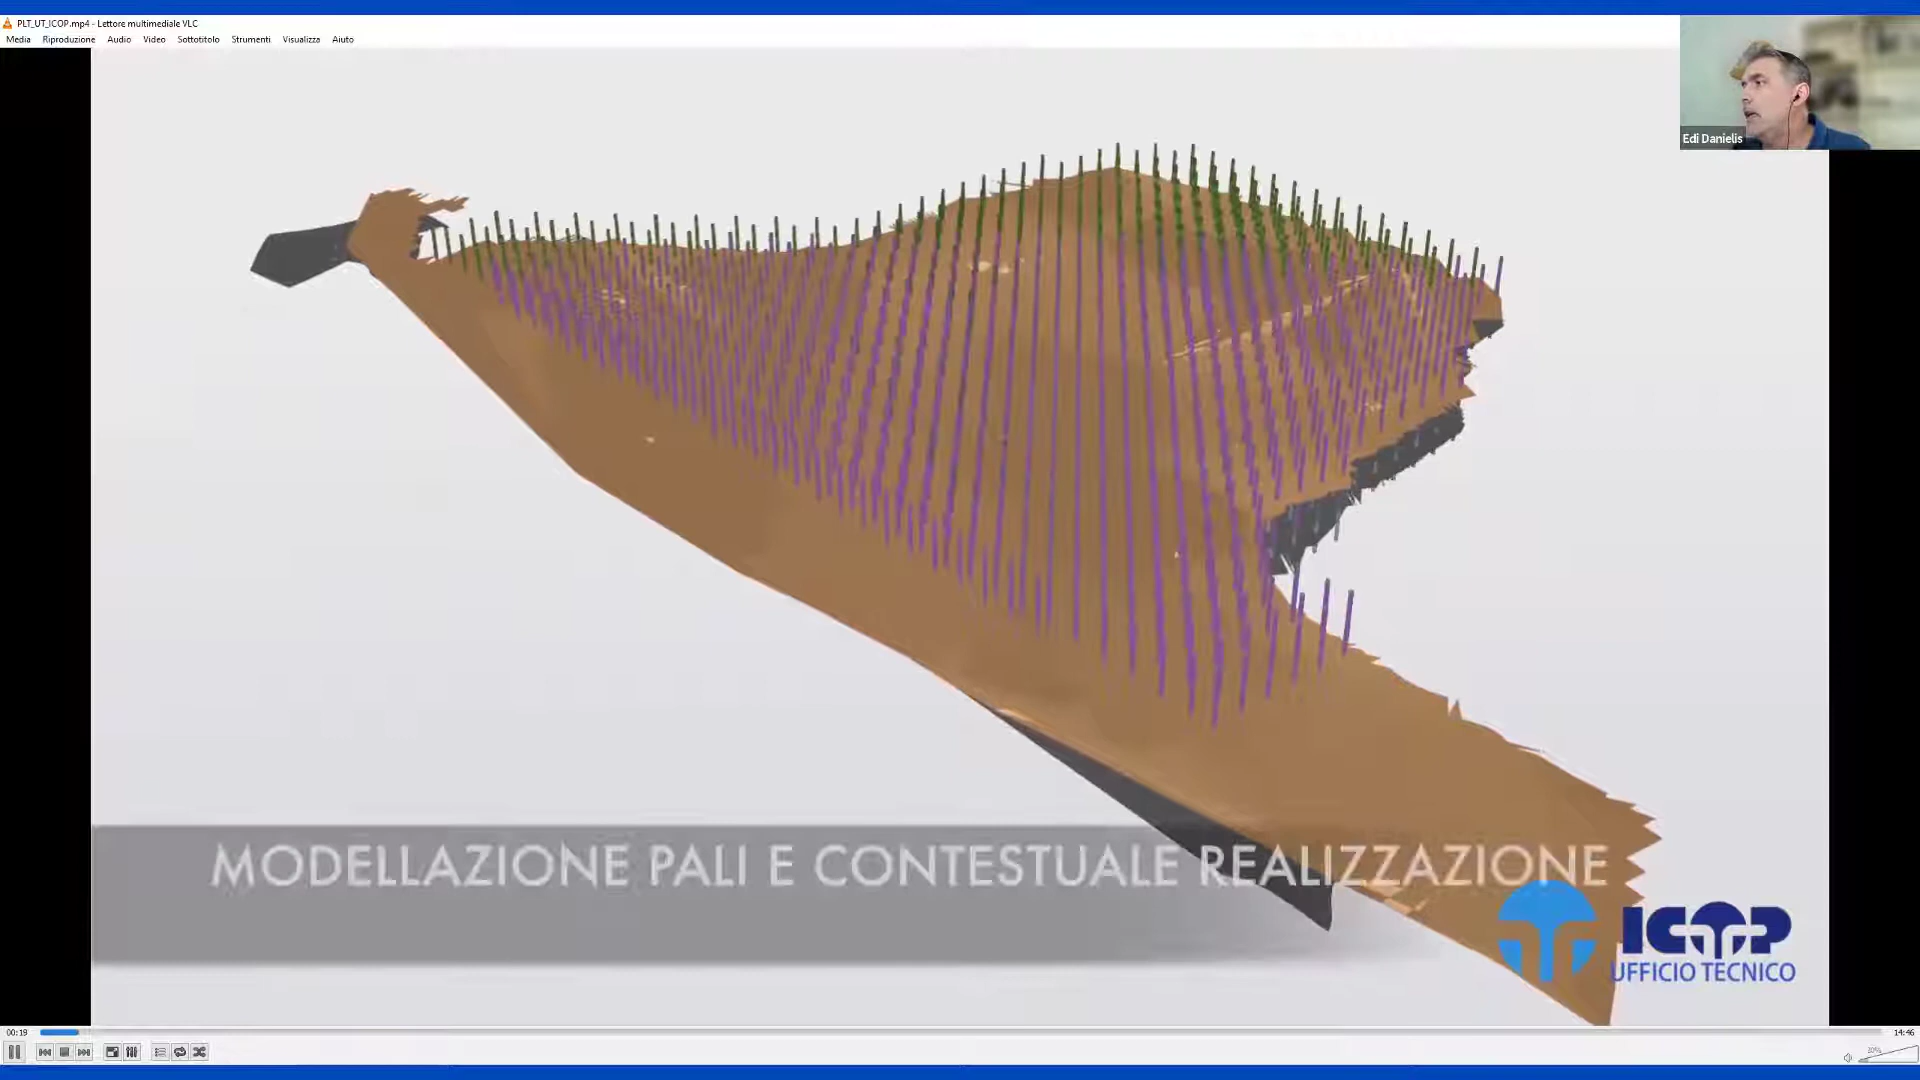 PLT_UT_ICOP.mp4 - Lettore multimediale VLC
Media Riproduzione Audio Video Sottotitolo Strumenti Visualizza Aiuto
Edi Danielis
MODELLAZIONE PALI E CONTESTUALE REALIZZAZIONE
ICOP
UFFICIO TECNICO
00:19
14:46
30%